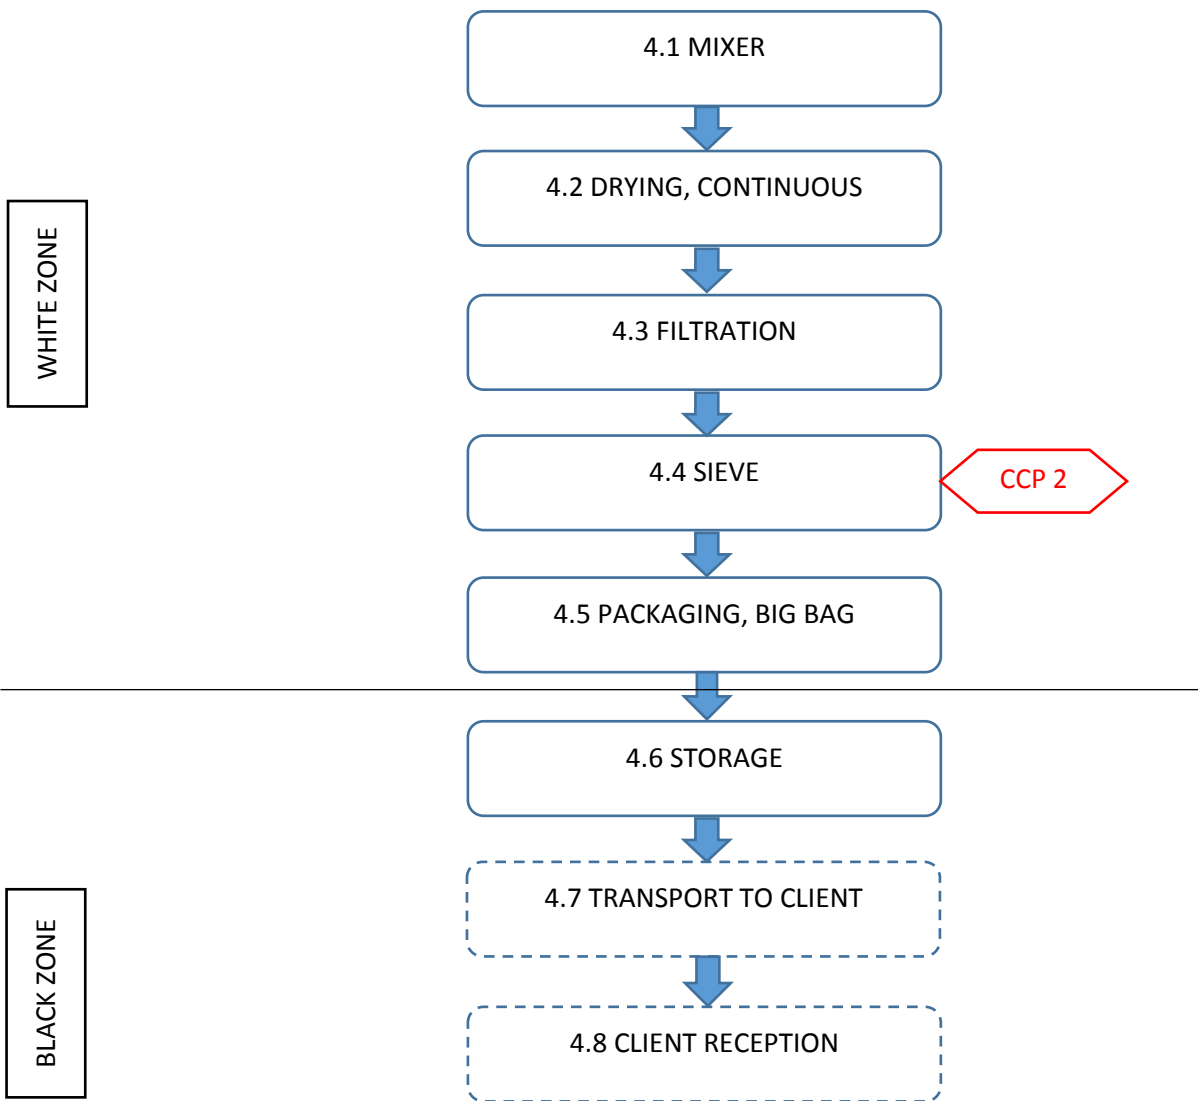 4.1 MIXER
4.2 DRYING, CONTINUOUS
WHITE ZONE
4.3 FILTRATION
4.4 SIEVE
CCP 2
4.5 PACKAGING, BIG BAG
4.6 STORAGE
4.7 TRANSPORT TO CLIENT
BLACK ZONE
4.8 CLIENT RECEPTION